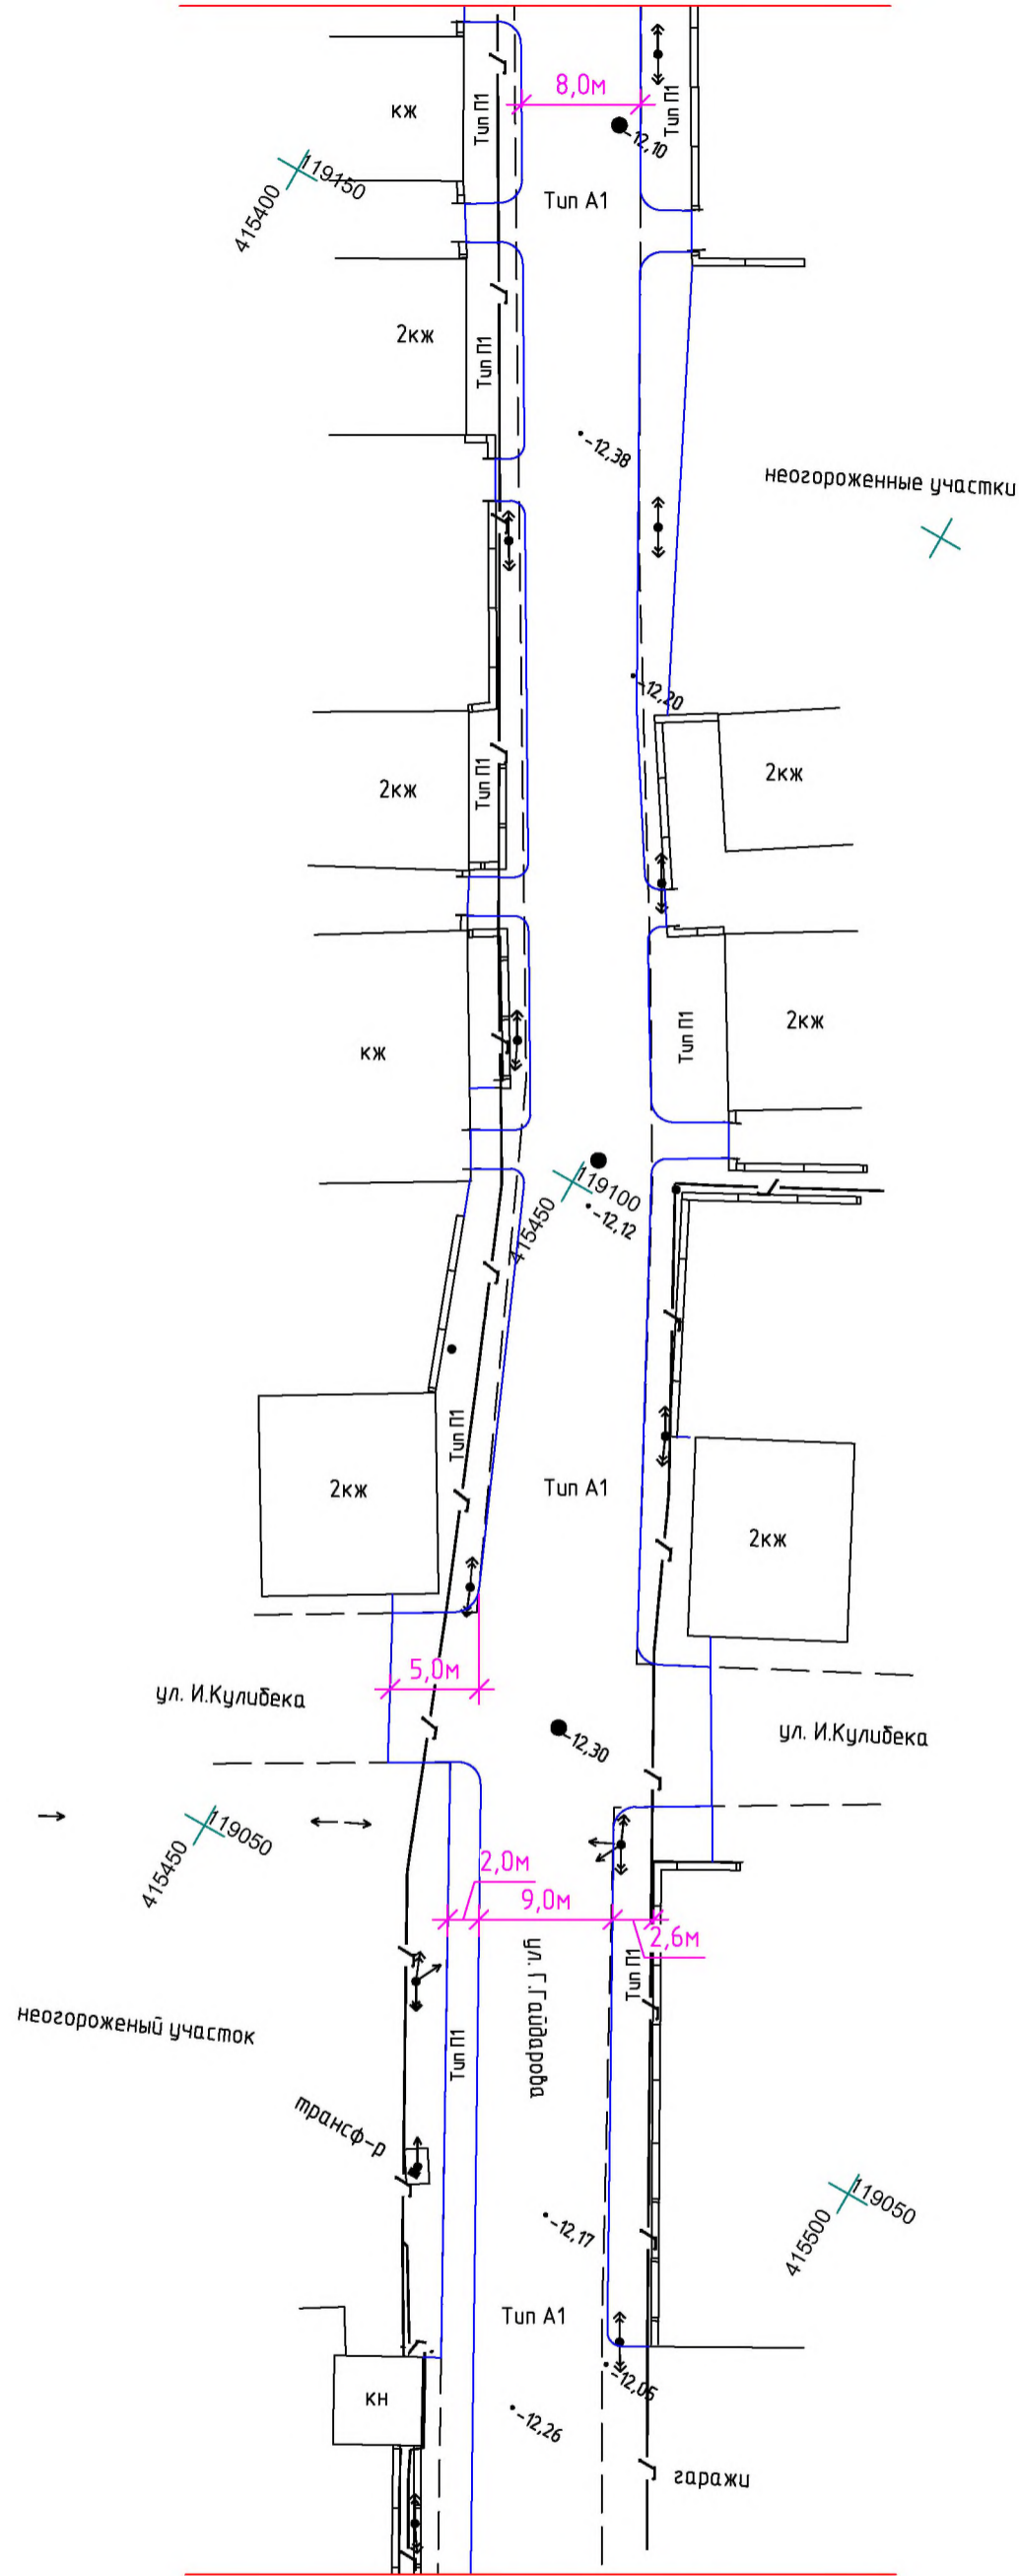 8,0м
кж
Тип П1
Тип П1
-12,10
119150
415400
Тип А1
2кж
Тип П1
-12,38
неогороженные участки
-12,20
2кж
Тип П1
2кж
кж
Тип П1
2кж
119100
415450
-12,12
Тип П1
2кж
Тип А1
2кж
5,0м
ул. И.Кулибека
-12,30
ул. И.Кулибека
119050
415450
2,0м
9,0м
2,6м
ул. Г.Гайдарова
Тип П1
неогороженый участок
Тип П1
трансф-р
119050
415500
-12,17
Тип А1
-12,05
кн
-12,26
гаражи